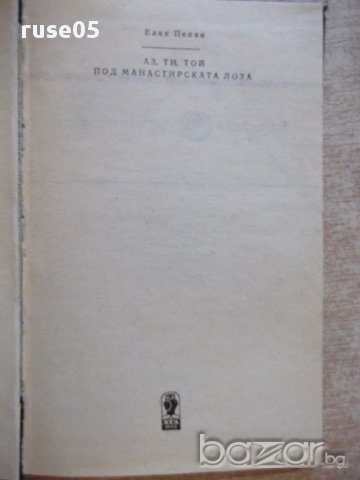 ruse05
Елин Пелин
АЗ, ТИ, ТОЙ
ПОД МАНАСТИРСКАТА ЛОЗА
bazar.bg